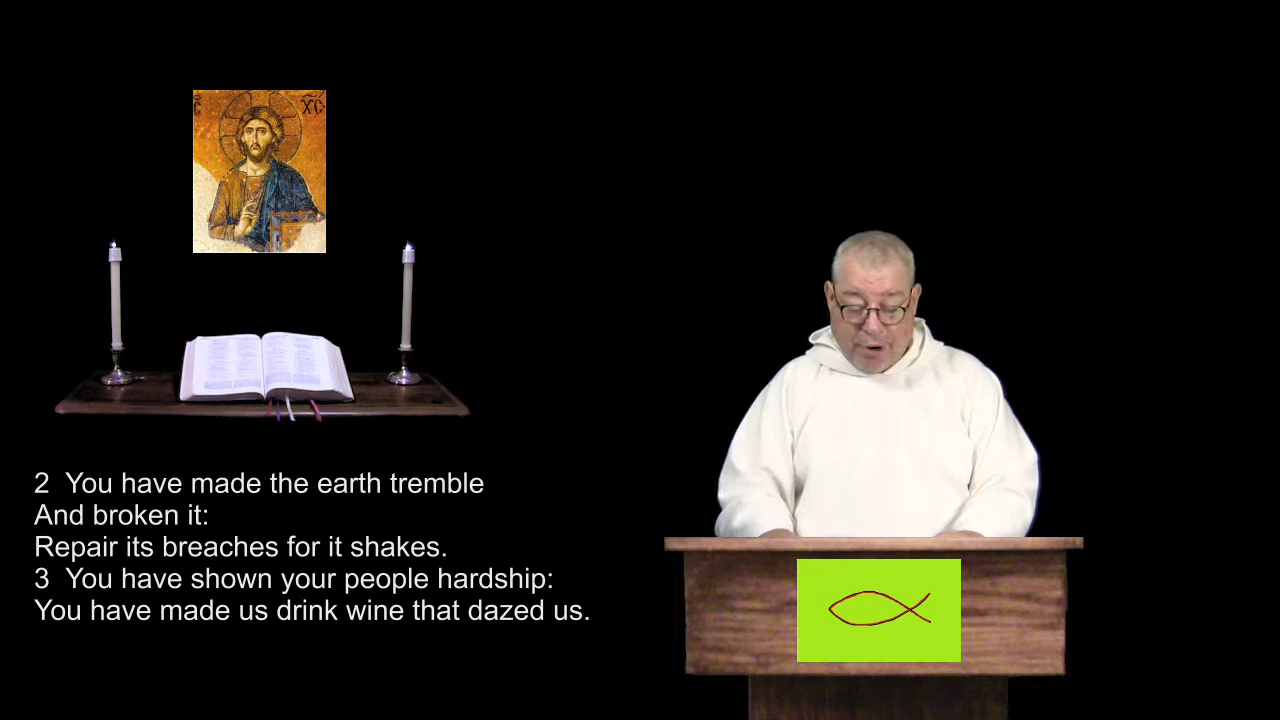 XC
2 You have made the earth tremble
And broken it:
Repair its breaches for it shakes.
3 You have shown your people hardship:
You have made us drink wine that dazed us.